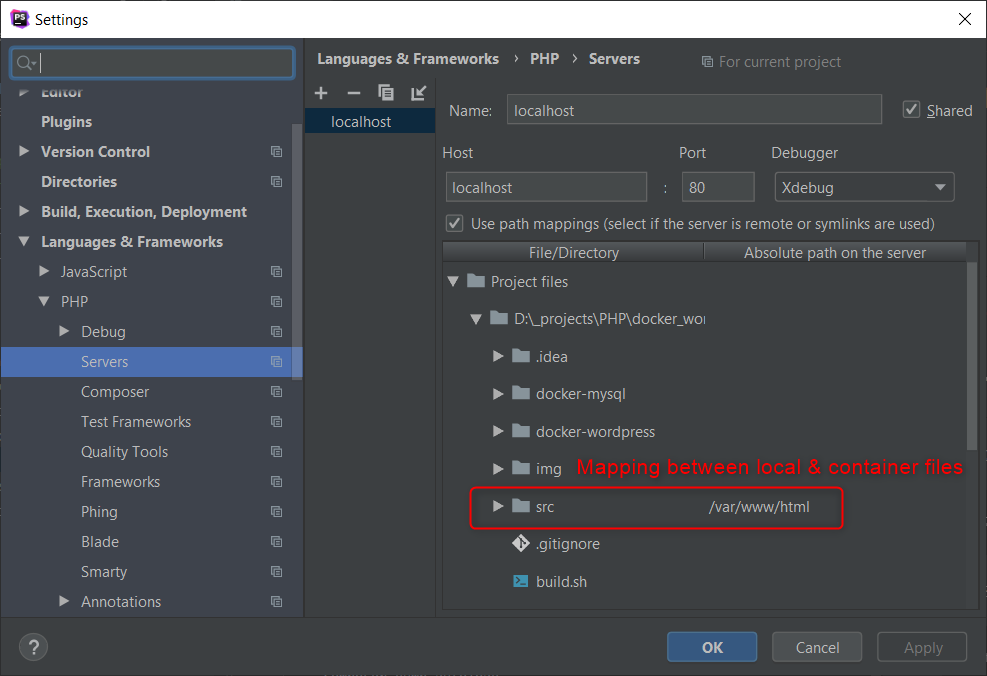 PS
Settings
Languages & Frameworks › PHP › Servers For current project
Editor
Plugins
Version Control
Directories
Build, Execution, Deployment
Languages & Frameworks
JavaScript
PHP
Debug
Servers
Composer
Test Frameworks
Quality Tools
Frameworks
Phing
Blade
Smarty
Annotations
localhost
Name: localhost Shared
Host Port Debugger
localhost : 80 Xdebug
Use path mappings (select if the server is remote or symlinks are used)
File/Directory Absolute path on the server
Project files
D:\_projects\PHP\docker_wor
.idea
docker-mysql
docker-wordpress
img Mapping between local & container files
src /var/www/html
.gitignore
build.sh
? OK Cancel Apply